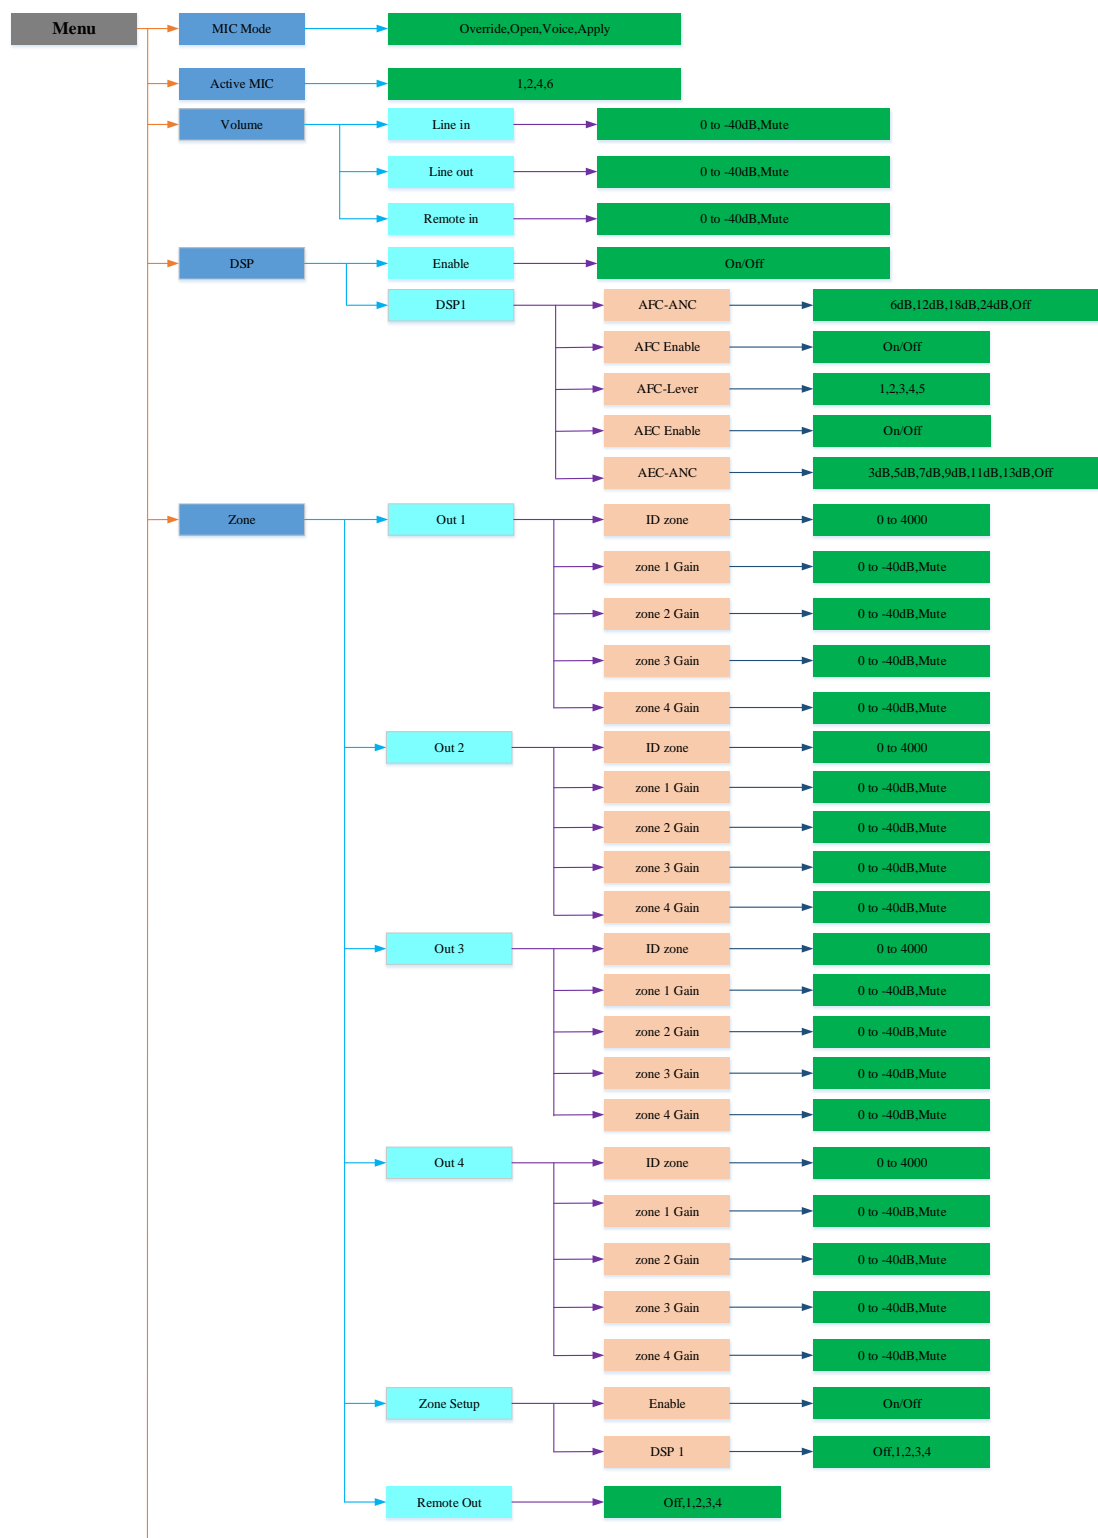 Menu
MIC Mode
Override,Open,Voice,Apply
Active MIC
1,2,4,6
Volume
Line in
0 to -40dB,Mute
Line out
0 to -40dB,Mute
Remote in
0 to -40dB,Mute
DSP
Enable
On/Off
DSP1
AFC-ANC
6dB,12dB,18dB,24dB,Off
AFC Enable
On/Off
AFC-Lever
1,2,3,4,5
AEC Enable
On/Off
AEC-ANC
3dB,5dB,7dB,9dB,11dB,13dB,Off
Zone
Out 1
ID zone
0 to 4000
zone 1 Gain
0 to -40dB,Mute
zone 2 Gain
0 to -40dB,Mute
zone 3 Gain
0 to -40dB,Mute
zone 4 Gain
0 to -40dB,Mute
Out 2
ID zone
0 to 4000
zone 1 Gain
0 to -40dB,Mute
zone 2 Gain
0 to -40dB,Mute
zone 3 Gain
0 to -40dB,Mute
zone 4 Gain
0 to -40dB,Mute
Out 3
ID zone
0 to 4000
zone 1 Gain
0 to -40dB,Mute
zone 2 Gain
0 to -40dB,Mute
zone 3 Gain
0 to -40dB,Mute
zone 4 Gain
0 to -40dB,Mute
Out 4
ID zone
0 to 4000
zone 1 Gain
0 to -40dB,Mute
zone 2 Gain
0 to -40dB,Mute
zone 3 Gain
0 to -40dB,Mute
zone 4 Gain
0 to -40dB,Mute
Zone Setup
Enable
On/Off
DSP 1
Off,1,2,3,4
Remote Out
Off,1,2,3,4